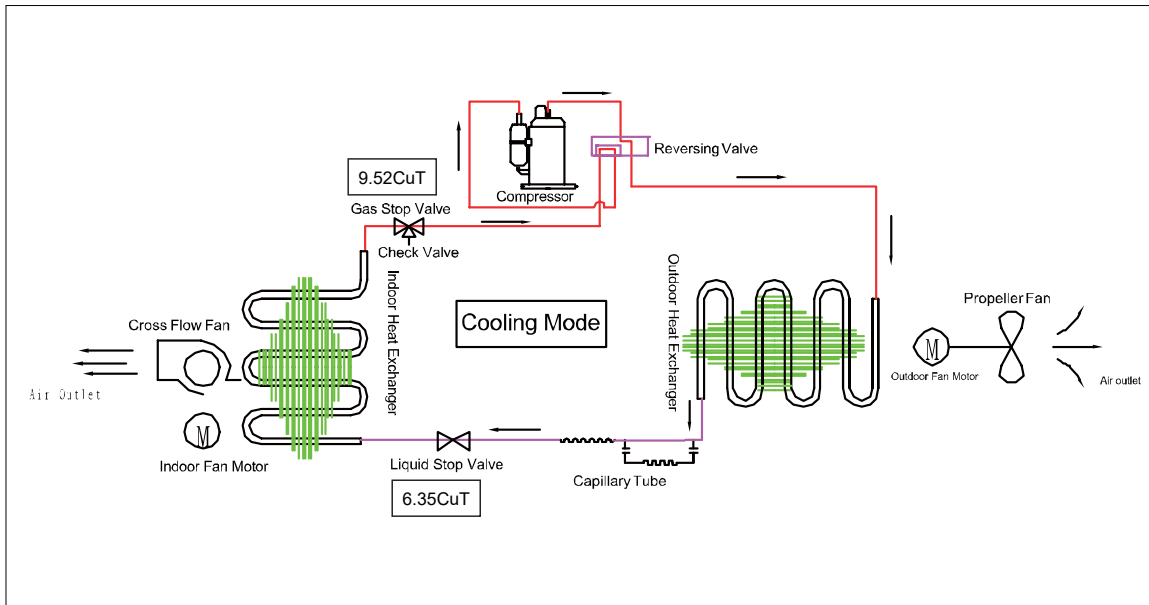 Reversing Valve
9.52CuT
Compressor
Gas Stop Valve
Check Valve
Indoor Heat Exchanger
Outdoor Heat Exchanger
Propeller Fan
Cross Flow Fan
Cooling Mode
M
Outdoor Fan Motor
Air outlet
Air Outlet
M
Indoor Fan Motor
Liquid Stop Valve
Capillary Tube
6.35CuT